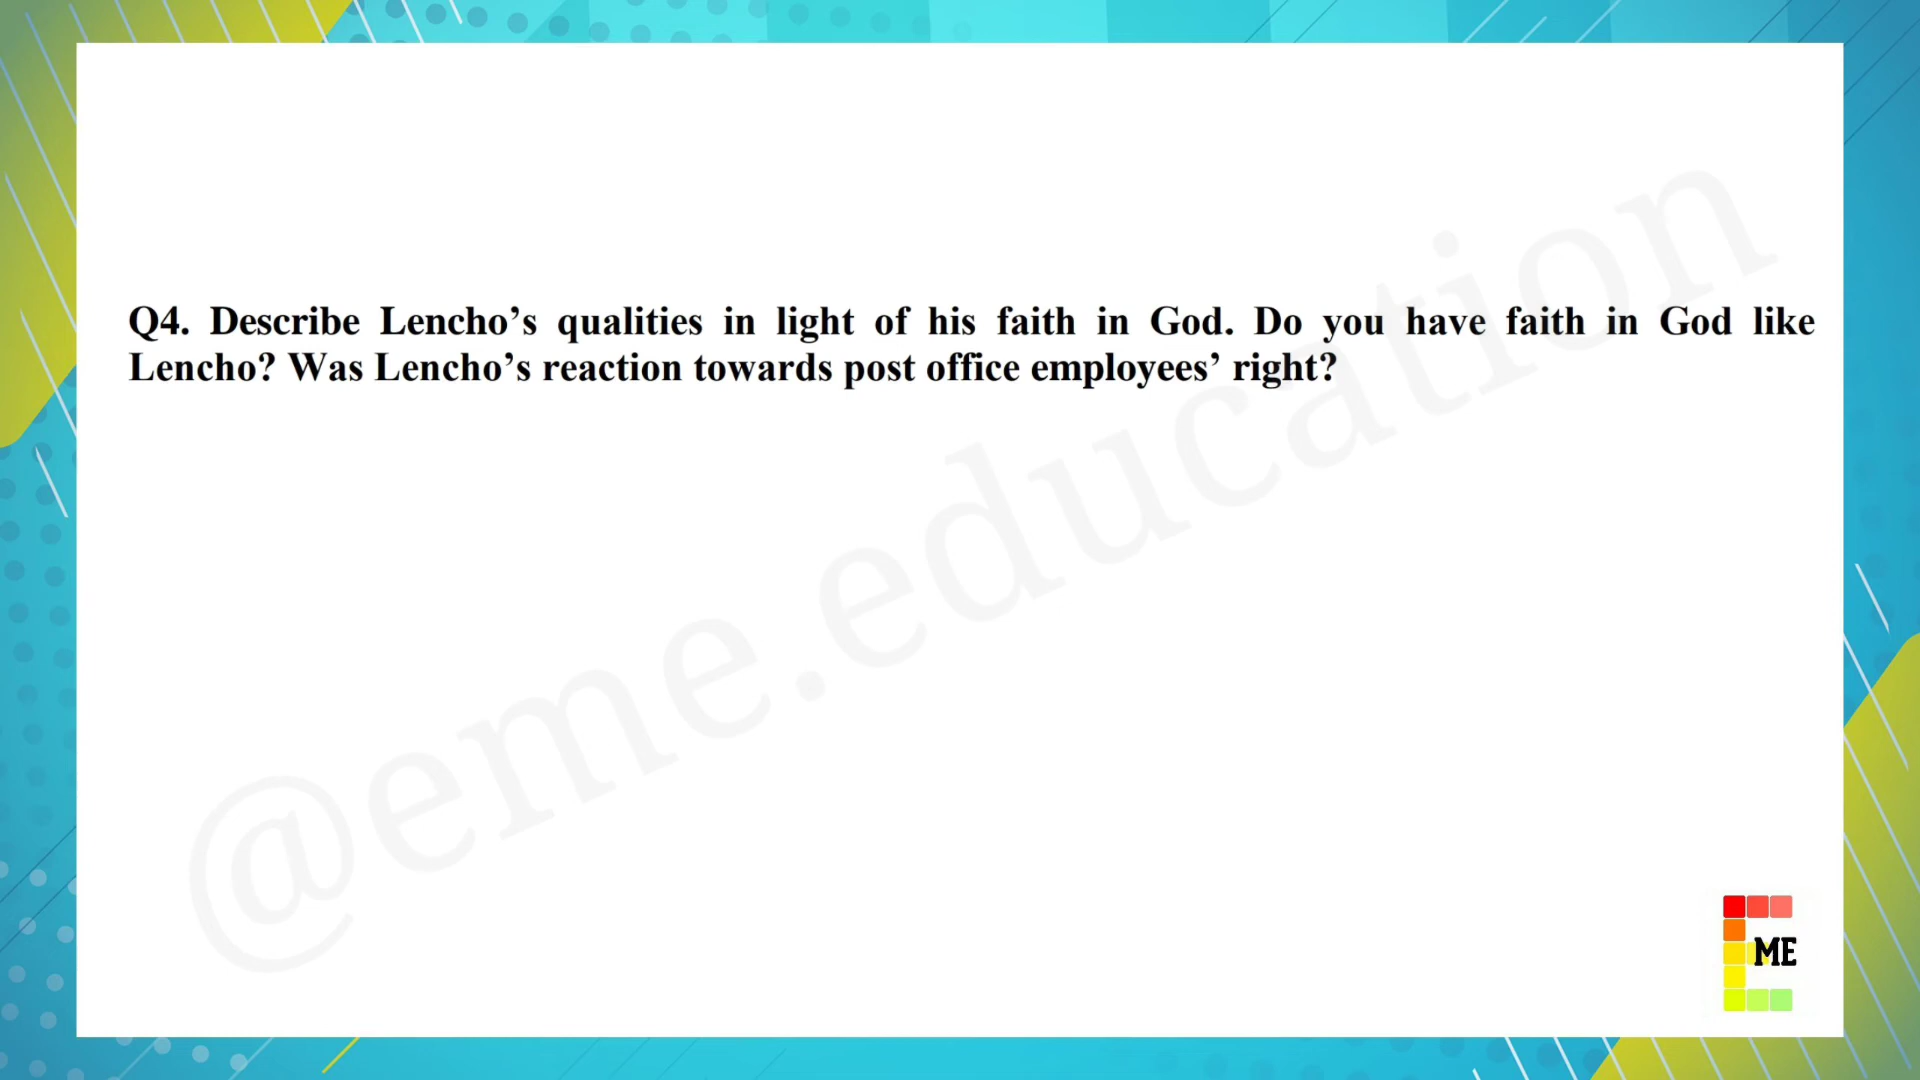 Q4. Describe Lencho’s qualities in light of his faith in God. Do you have faith in God like
Lencho? Was Lencho’s reaction towards post office employees’ right?
@eme.education
ME